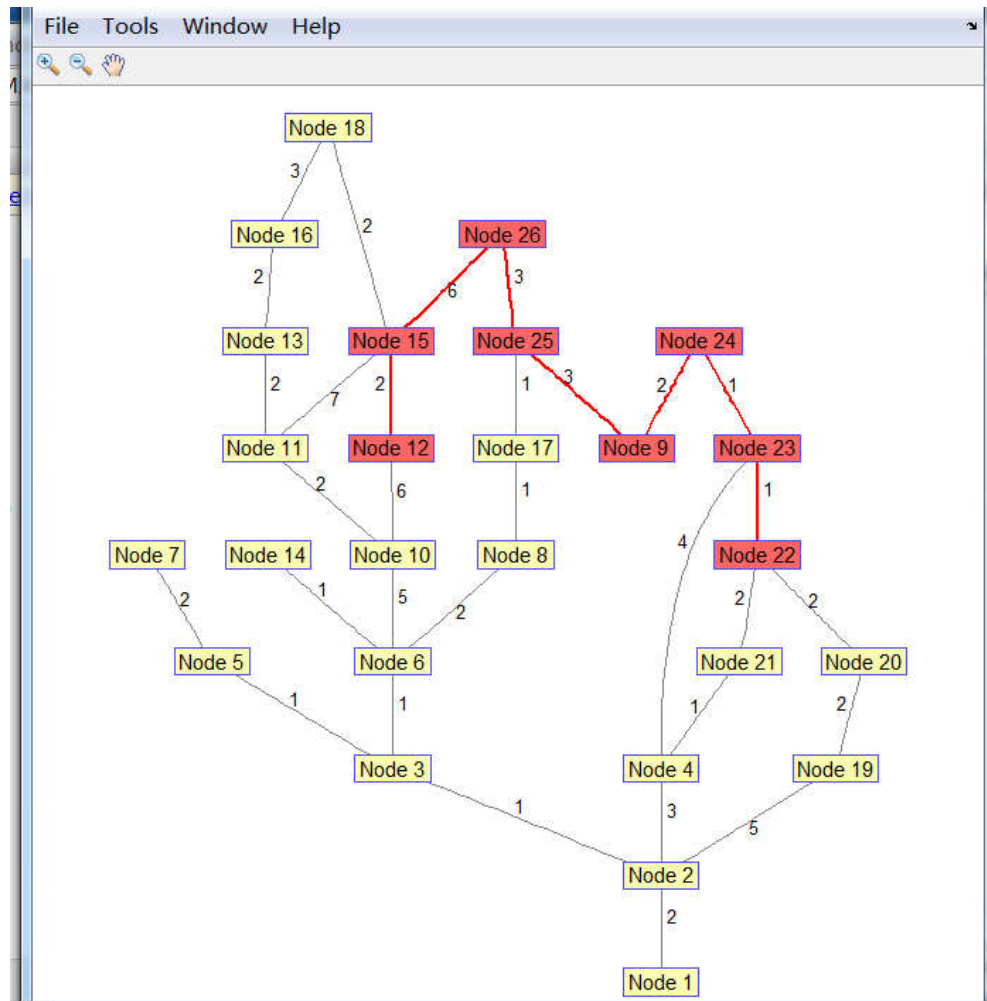 File Tools Window Help
Node 18
3
Node 16
2
Node 26
2
6
3
Node 13
Node 15
Node 25
Node 24
2
7
2
1
3
2
1
Node 11
Node 12
Node 17
Node 9
Node 23
2
6
1
1
4
Node 7
Node 14
Node 10
Node 8
Node 22
2
1
5
2
2
2
Node 5
Node 6
Node 21
Node 20
1
1
1
2
Node 3
Node 4
Node 19
1
3
5
Node 2
2
Node 1